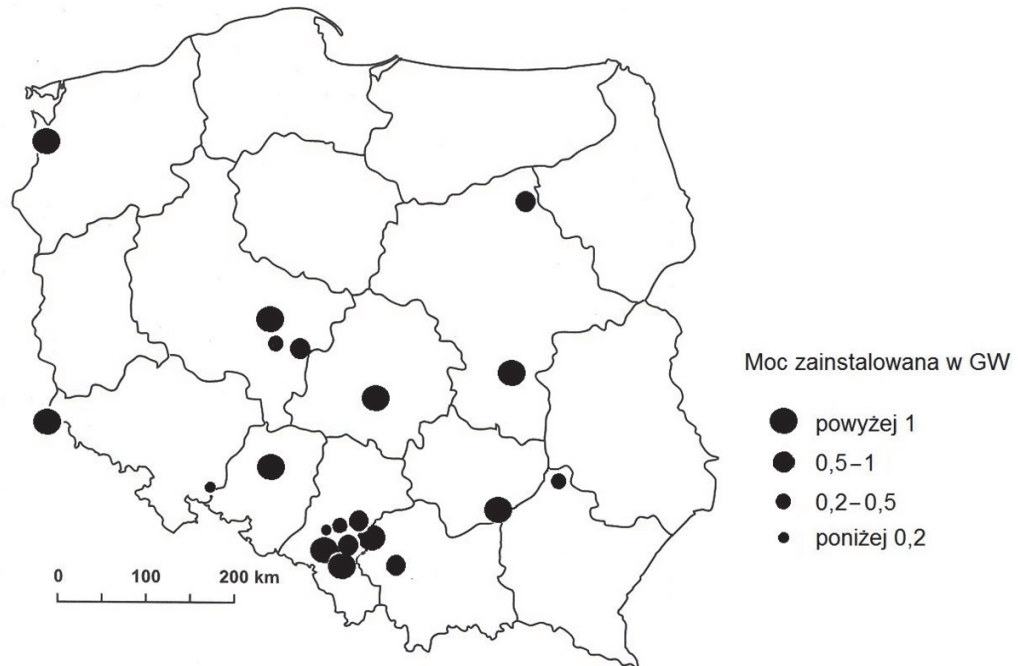 Moc zainstalowana w GW
powyżej 1
0,5–1
0,2–0,5
poniżej 0,2
0 100 200 km